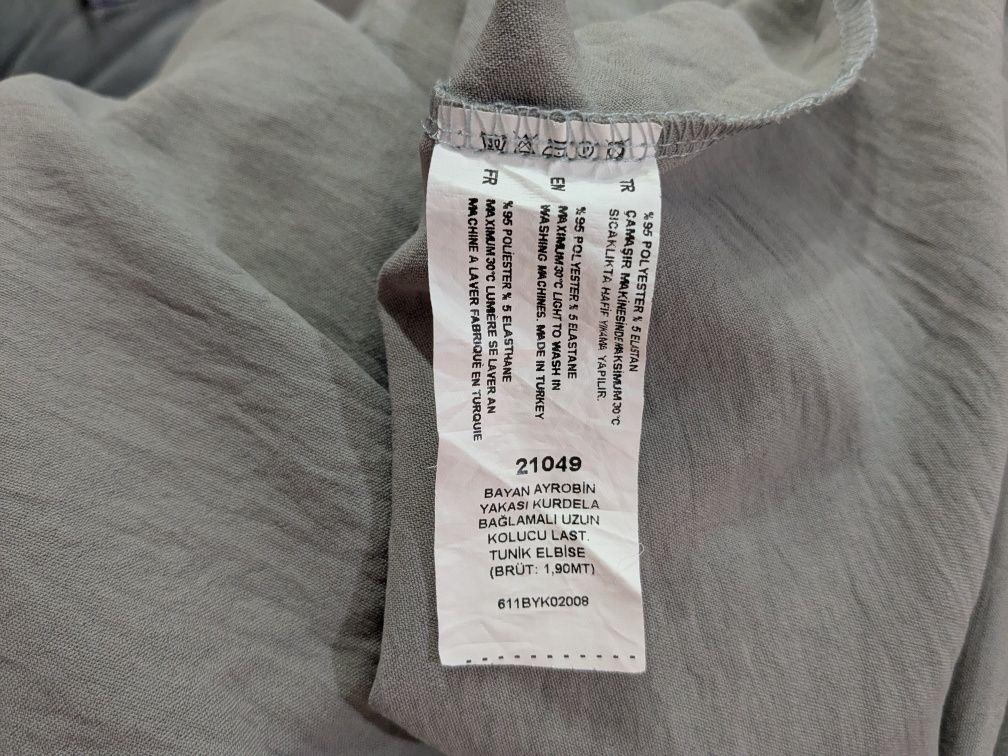 TR
%95 POLYESTER % 5 ELASTAN
ÇAMAŞIR MAKİNESİNDE MAKSİMUM 30°C
SICAKLIKTA HAFİF YIKAMA YAPILIR.
EN
%95 POLYESTER % 5 ELASTANE
MAXIMUM 30°C LIGHT TO WASH IN
WASHING MACHINES. MADE IN TURKEY
FR
%95 POLIESTER % 5 ELASTHANE
MAXIMUM 30°C LUMIERE SE LAVER AN
MACHINE A LAVER FABRIQUÉ EN TURQUIE
21049
BAYAN AYROBİN
YAKASI KURDELA
BAĞLAMALI UZUN
KOLUCU LAST.
TUNİK ELBİSE
(BRÜT: 1,90MT)
611BYK02008